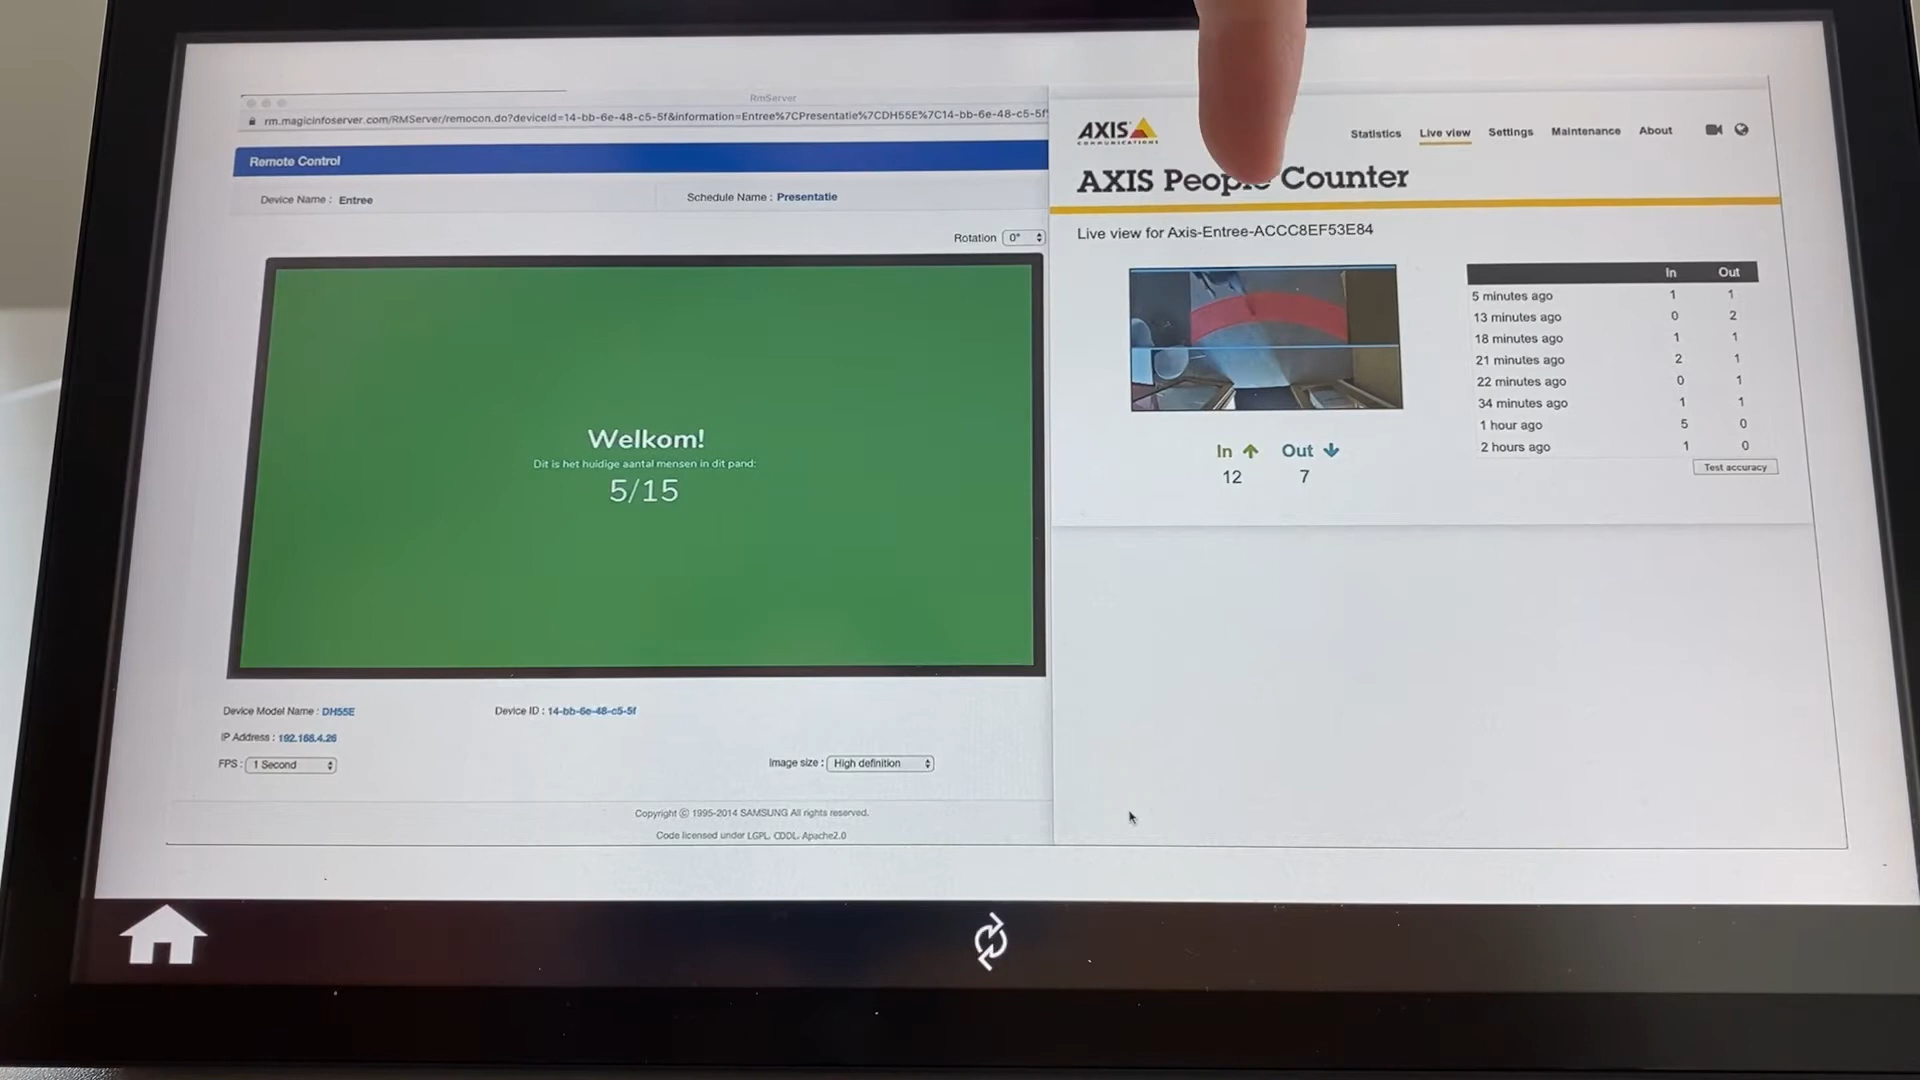 RmServer
rm.magicinfoserver.com/RMServer/remocon.do?deviceId=14-bb-6e-48-c5-5f&information=Entree%7CPresentatie%7CDH55E%7C14-bb-6e-48-c5-5f
Remote Control
Device Name : Entree
Schedule Name : Presentatie
Rotation 0°
Welkom!
Dit is het huidige aantal mensen in dit pand:
5/15
Device Model Name : DH55E
Device ID : 14-bb-6e-48-c5-5f
IP Address : 192.168.4.26
FPS : 1 Second
Image size : High definition
Copyright ⓒ 1995-2014 SAMSUNG All rights reserved.
Code licensed under LGPL, CDDL, Apache2.0
AXIS
COMMUNICATIONS
Statistics Live view Settings Maintenance About
AXIS People Counter
Live view for Axis-Entree-ACCC8EF53E84
In Out
5 minutes ago 1 1
13 minutes ago 0 2
18 minutes ago 1 1
21 minutes ago 2 1
22 minutes ago 0 1
34 minutes ago 1 1
1 hour ago 5 0
2 hours ago 1 0
Test accuracy
In Out
12 7